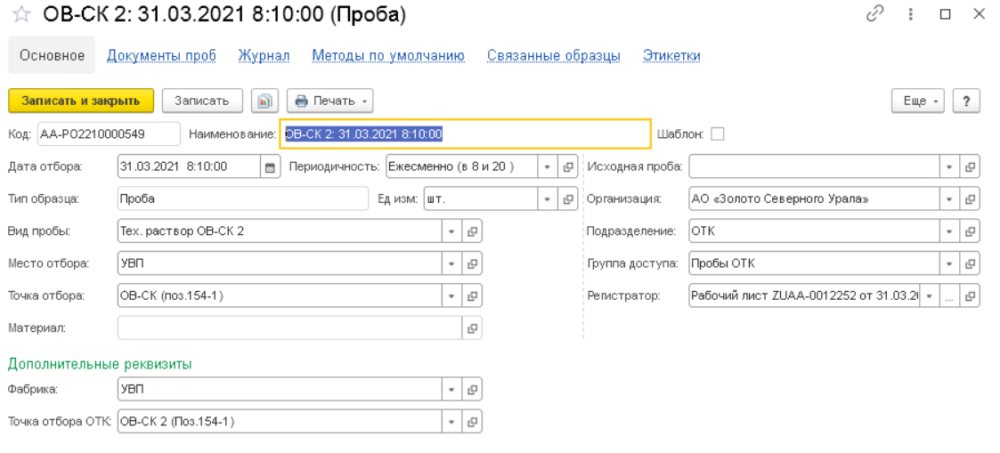 ОВ-СК 2: 31.03.2021 8:10:00 (Проба)
Основное Документы проб Журнал Методы по умолчанию Связанные образцы Этикетки
Записать и закрыть Записать Печать Еще ?
Код: АА-РО2210000549 Наименование: ОВ-СК 2: 31.03.2021 8:10:00 Шаблон:
Дата отбора: 31.03.2021 8:10:00 Периодичность: Ежесменно (в 8 и 20 ) Исходная проба:
Тип образца: Проба Ед изм: шт. Организация: АО «Золото Северного Урала»
Вид пробы: Тех. раствор ОВ-СК 2 Подразделение: ОТК
Место отбора: УВП Группа доступа: Пробы ОТК
Точка отбора: ОВ-СК (поз.154-1) Регистратор: Рабочий лист ZUAA-0012252 от 31.03.2 ...
Материал:
Дополнительные реквизиты
Фабрика: УВП
Точка отбора ОТК: ОВ-СК 2 (Поз.154-1)